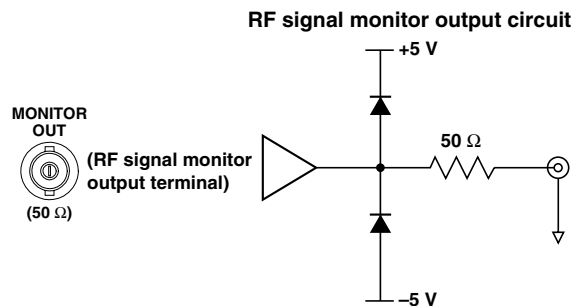 RF signal monitor output circuit
+5 V
MONITOR
OUT
(RF signal monitor
output terminal)
(50 Ω)
50 Ω
–5 V